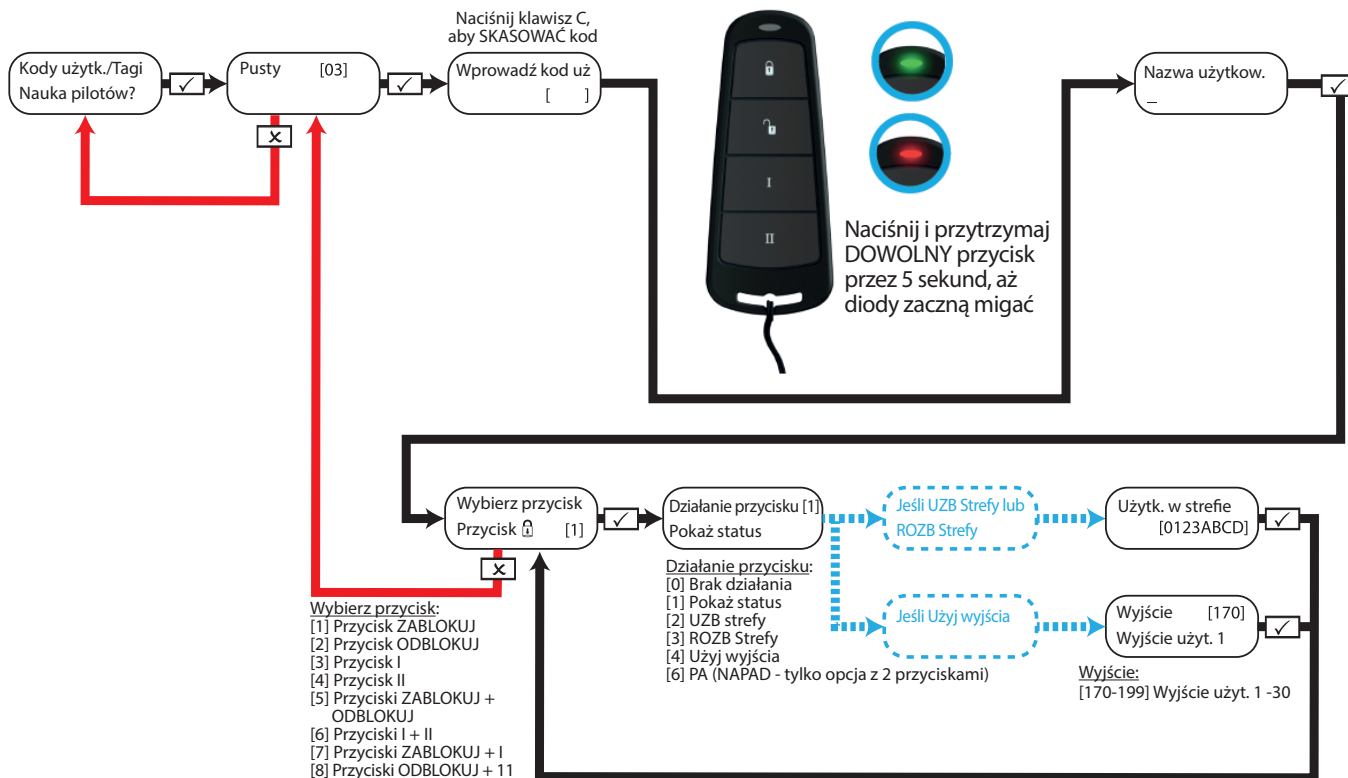 Naciśnij klawisz C,
aby SKASOWAĆ kod
Kody użytk./Tagi
Nauka pilotów?
Pusty [03]
Wprowadź kod uż
[ ]
Nazwa użytkow.
_
I
II
Naciśnij i przytrzymaj
DOWOLNY przycisk
przez 5 sekund, aż
diody zaczną migać
Wybierz przycisk
Przycisk [1]
Działanie przycisku [1]
Pokaż status
Jeśli UZB Strefy lub
ROZB Strefy
Użytk. w strefie
[0123ABCD]
Działanie przycisku:
[0] Brak działania
[1] Pokaż status
[2] UZB strefy
[3] ROZB Strefy
[4] Użyj wyjścia
[6] PA (NAPAD - tylko opcja z 2 przyciskami)
Jeśli Użyj wyjścia
Wyjście [170]
Wyjście użyt. 1
Wyjście:
[170-199] Wyjście użyt. 1 -30
Wybierz przycisk:
[1] Przycisk ZABLOKUJ
[2] Przycisk ODBLOKUJ
[3] Przycisk I
[4] Przycisk II
[5] Przyciski ZABLOKUJ +
ODBLOKUJ
[6] Przyciski I + II
[7] Przyciski ZABLOKUJ + I
[8] Przyciski ODBLOKUJ + 11